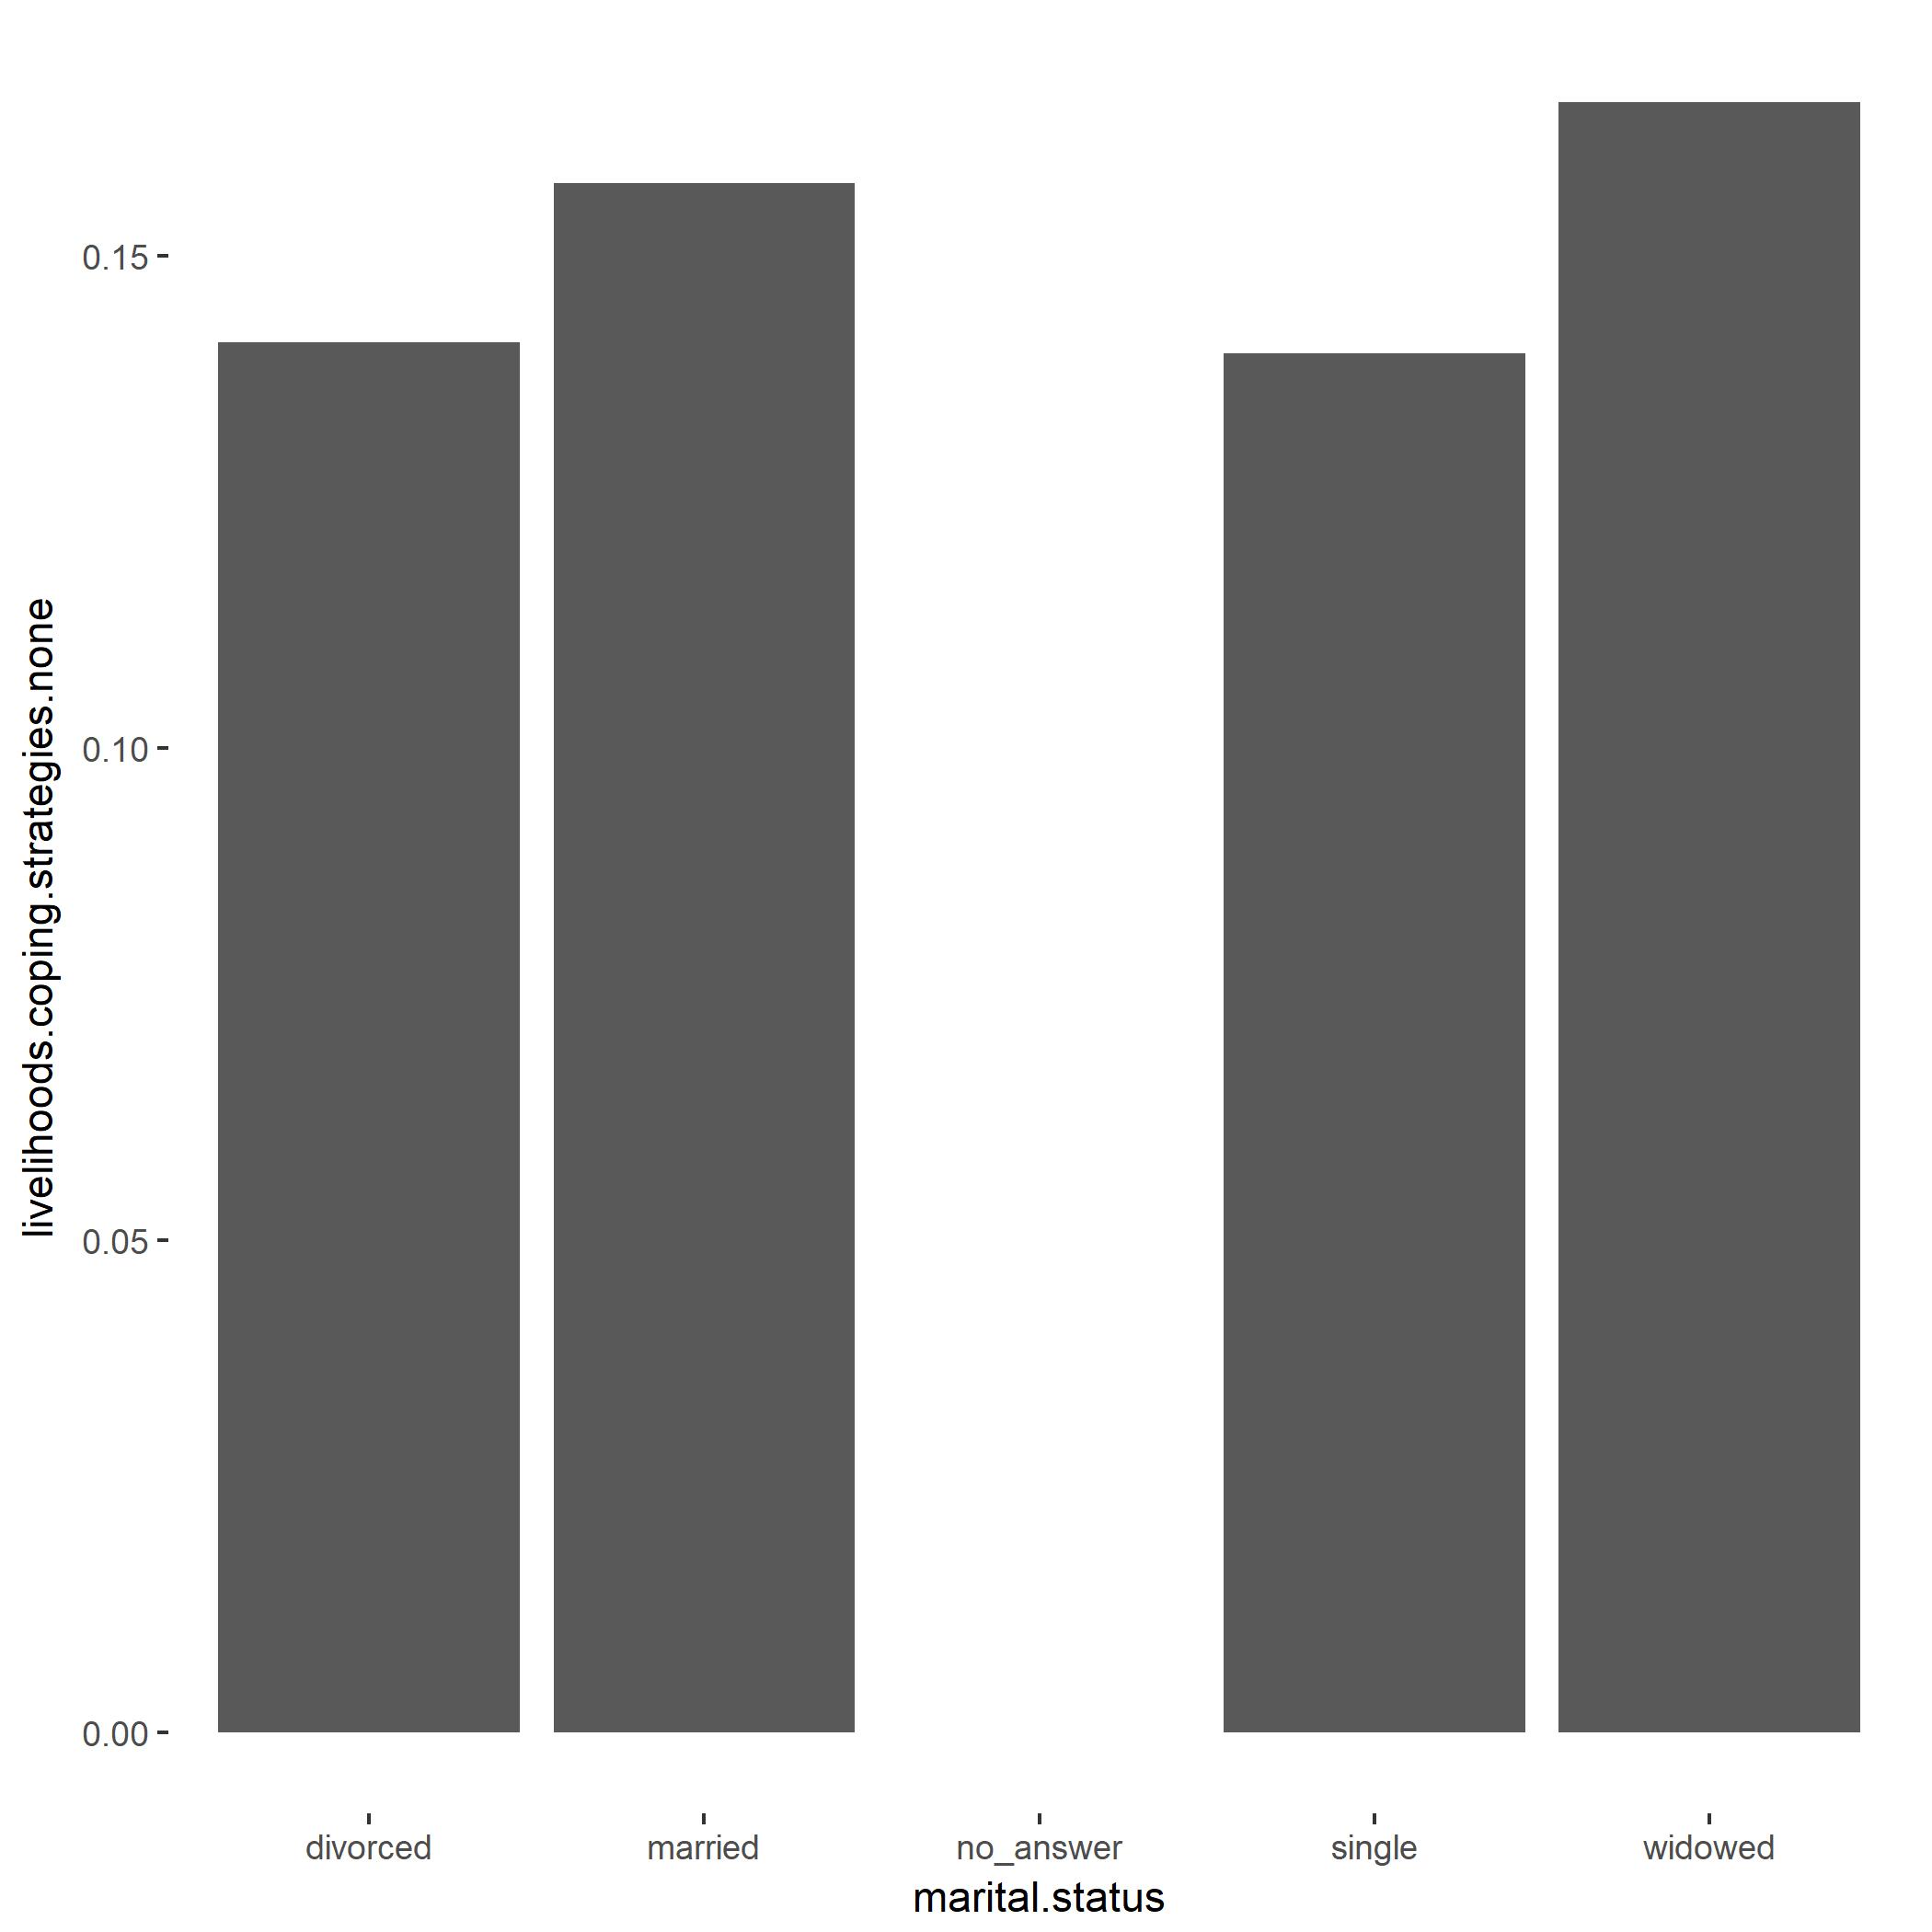 livelihoods.coping.strategies.none
0.15
0.10
0.05
0.00
divorced married no_answer single widowed
marital.status